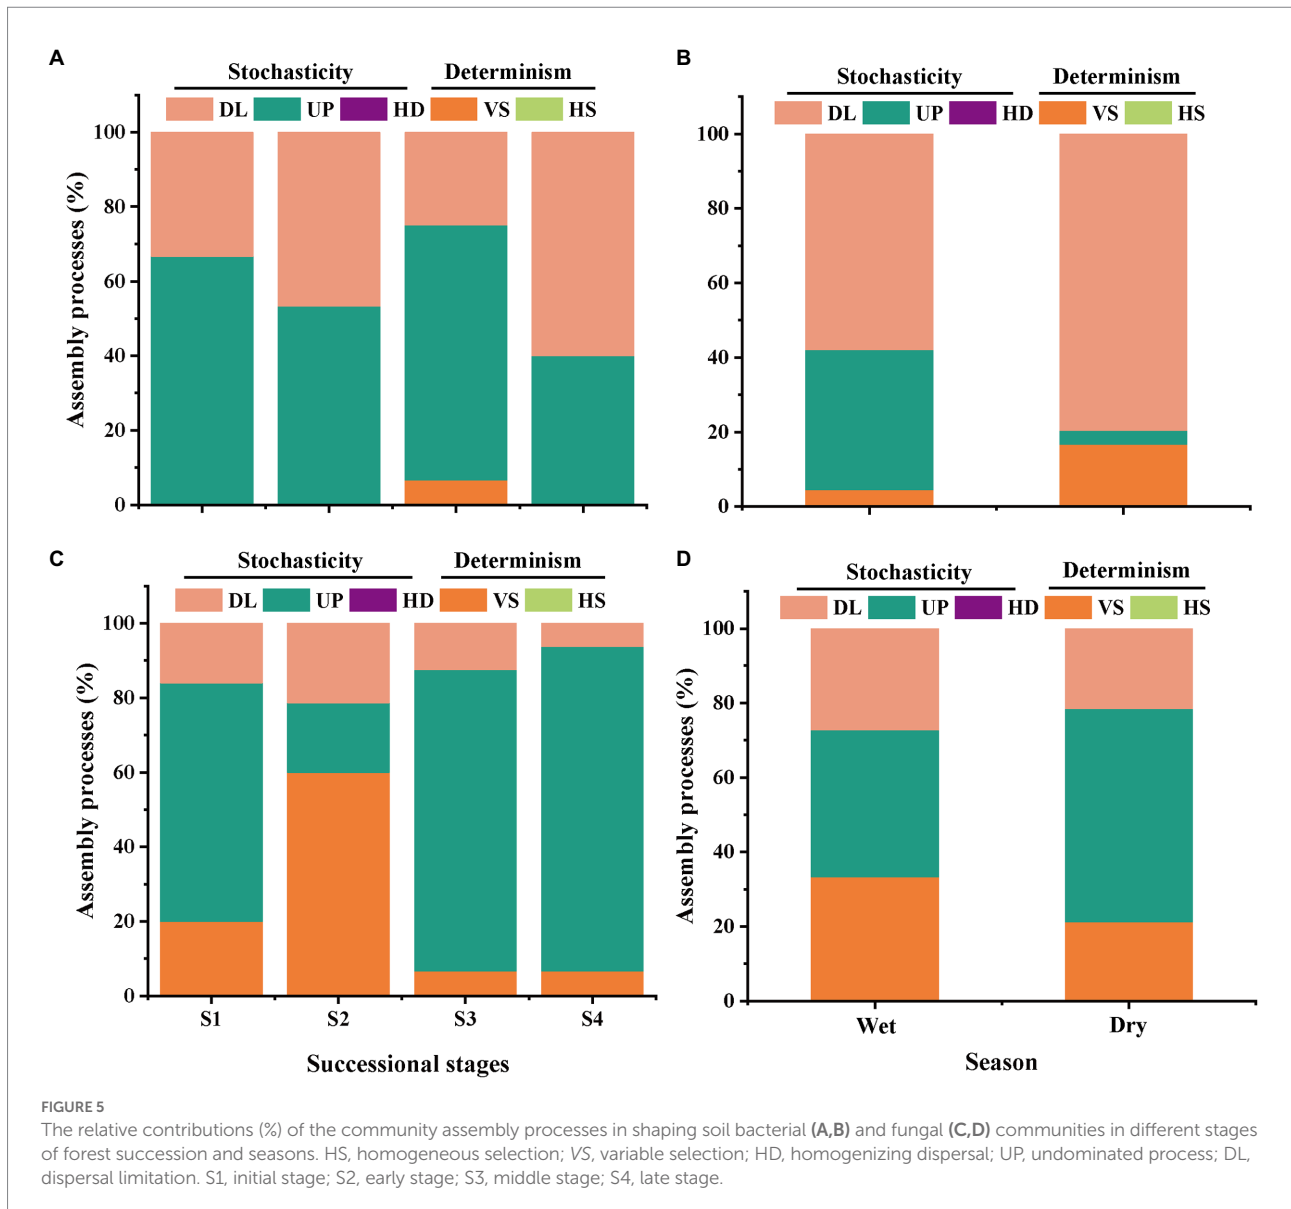 A
Stochasticity Determinism
DL UP HD VS HS
100
80
60
40
20
0
Assembly processes (%)
B
Stochasticity Determinism
DL UP HD VS HS
100
80
60
40
20
0
Assembly processes (%)
C
Stochasticity Determinism
DL UP HD VS HS
100
80
60
40
20
0
Assembly processes (%)
S1 S2 S3 S4
Successional stages
D
Stochasticity Determinism
DL UP HD VS HS
100
80
60
40
20
0
Assembly processes (%)
Wet Dry
Season
FIGURE 5
The relative contributions (%) of the community assembly processes in shaping soil bacterial (A,B) and fungal (C,D) communities in different stages
of forest succession and seasons. HS, homogeneous selection; VS, variable selection; HD, homogenizing dispersal; UP, undominated process; DL,
dispersal limitation. S1, initial stage; S2, early stage; S3, middle stage; S4, late stage.